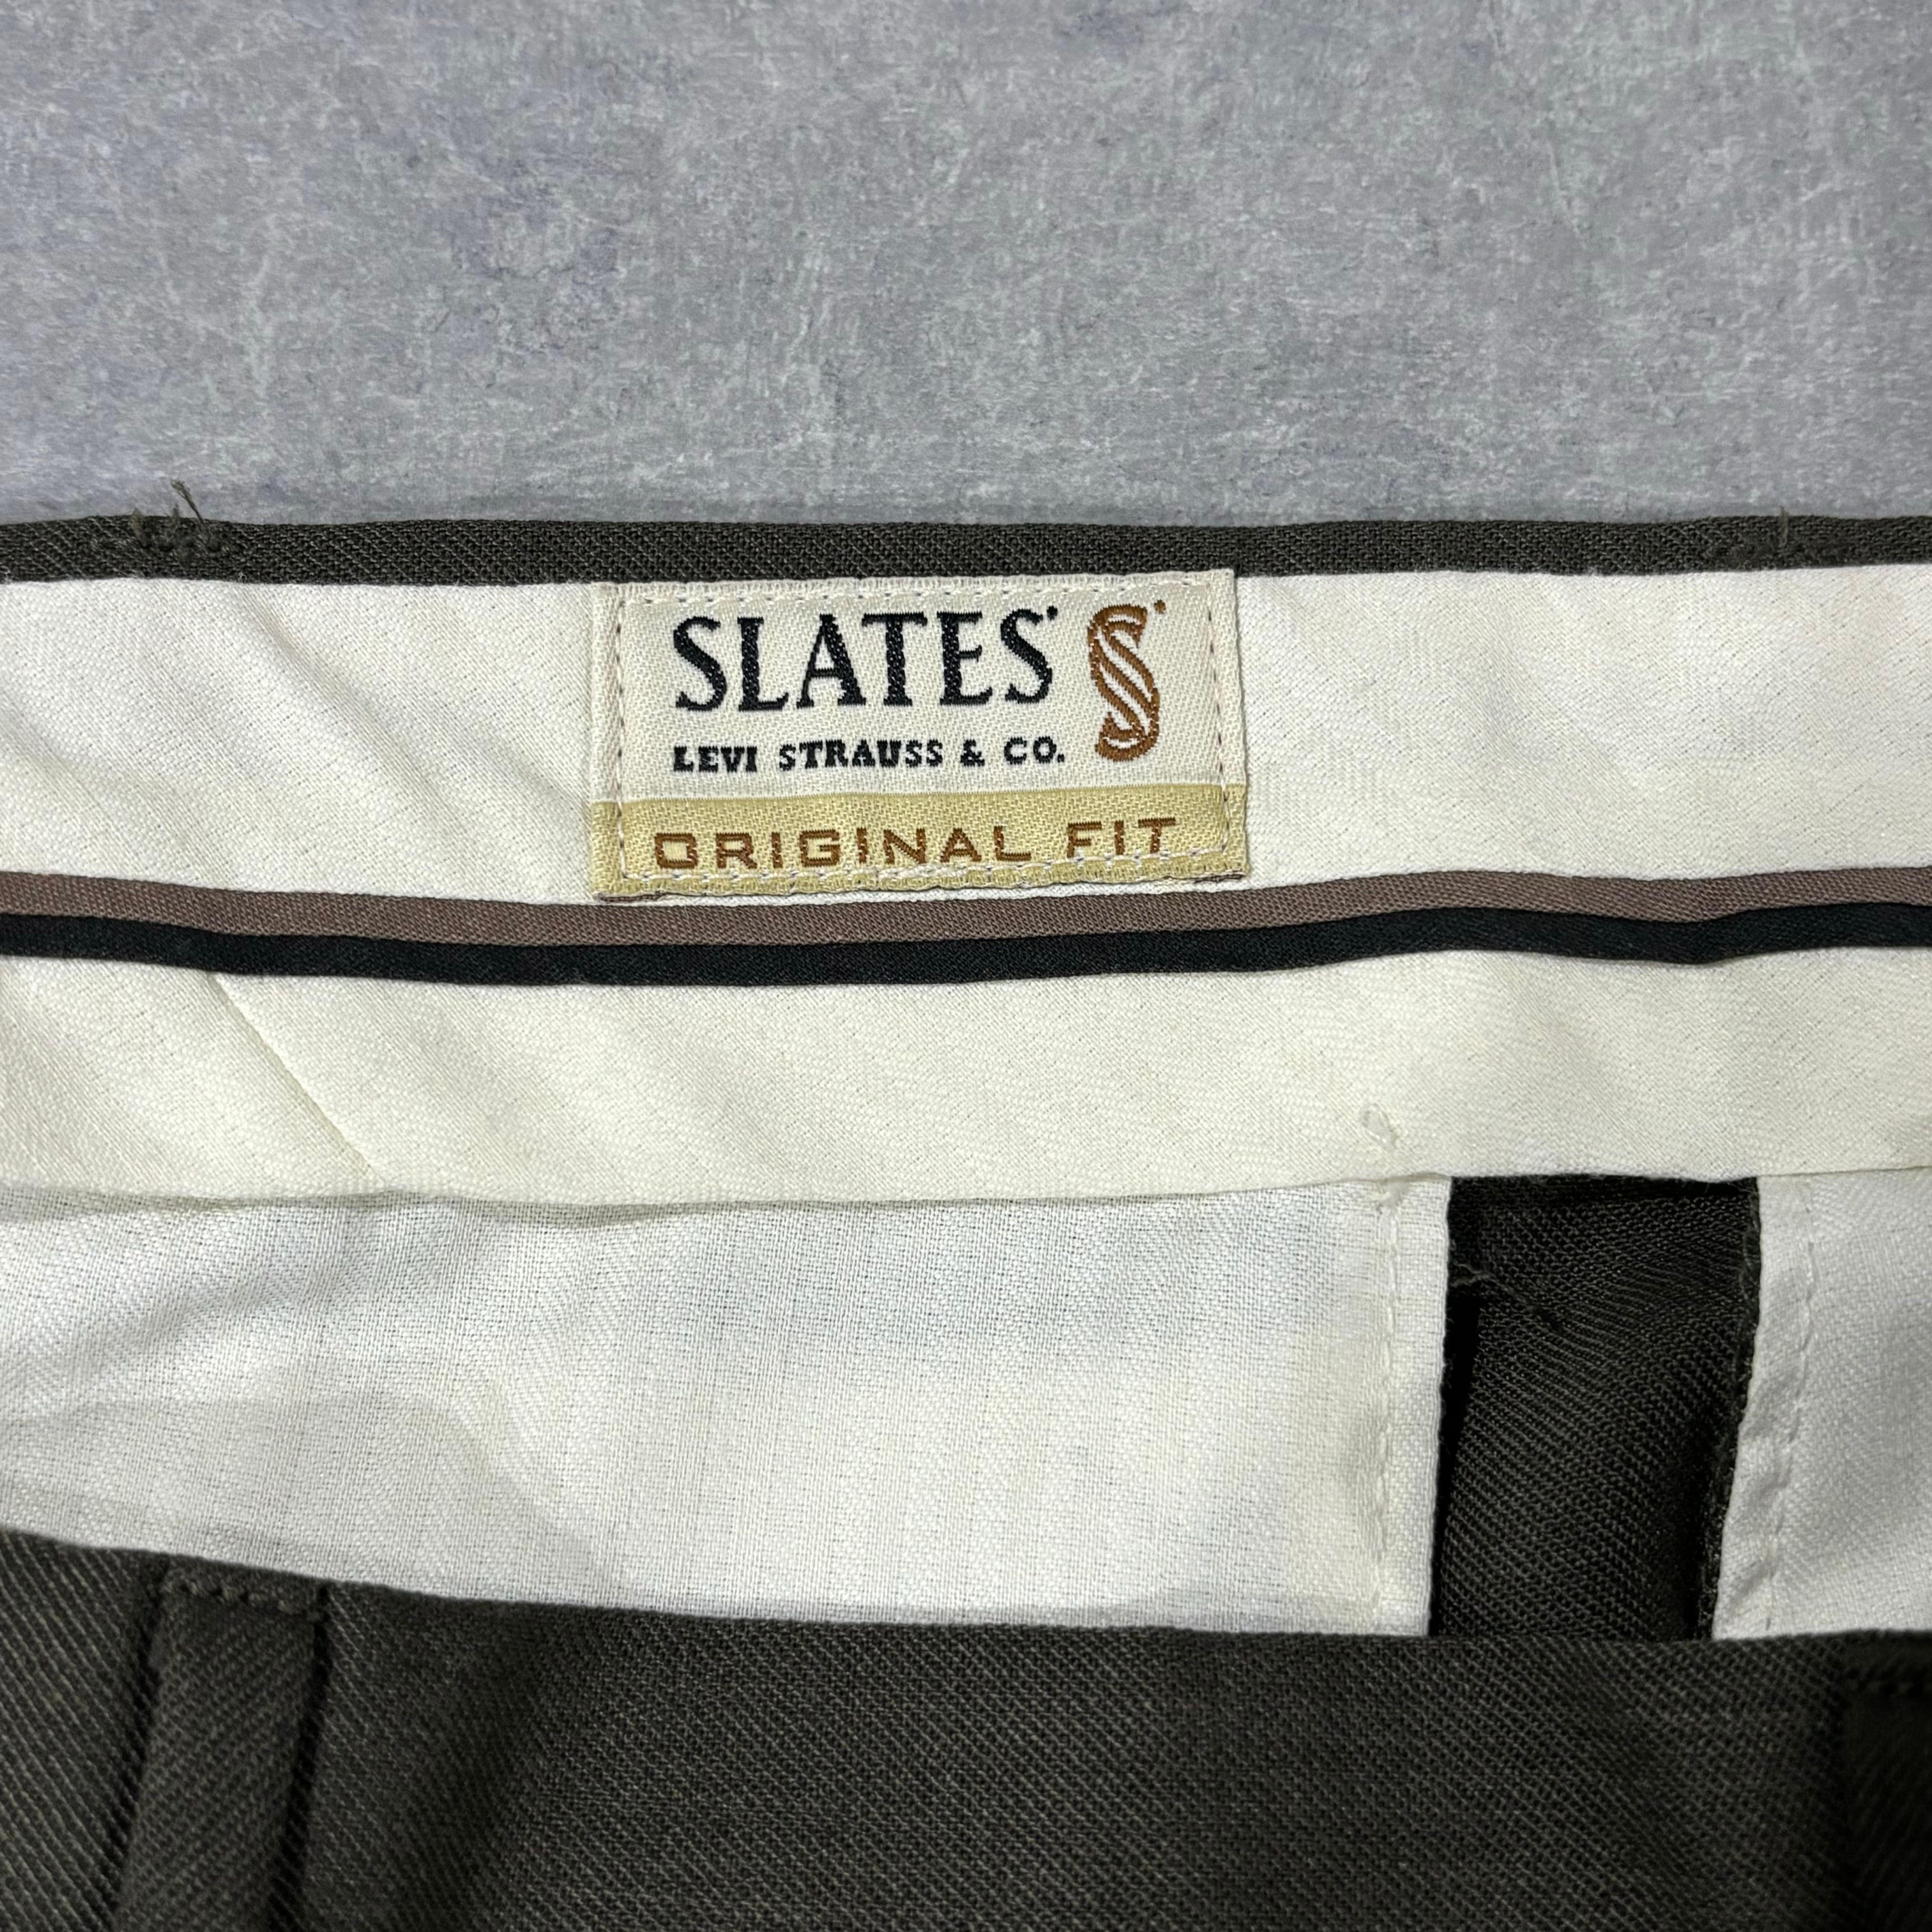 SLATES S
LEVI STRAUSS & CO.
ORIGINAL FIT